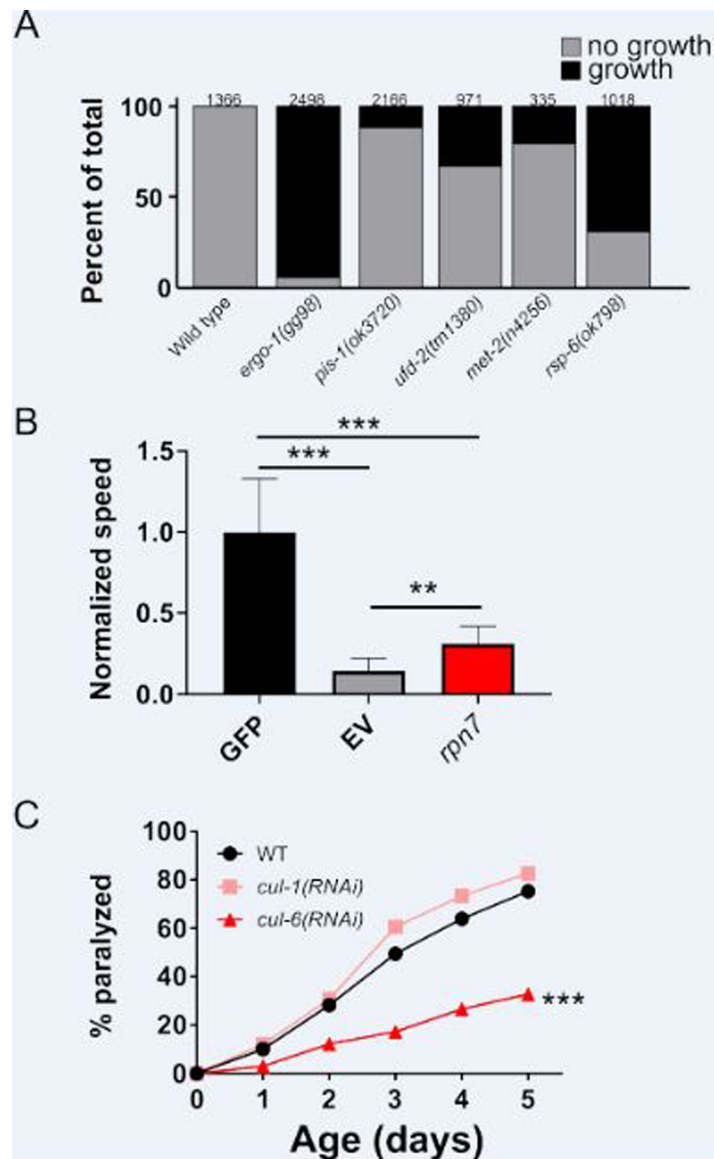 A
no growth
growth
1366 2498 2166 971 335 1018
100
50
0
Percent of total
Wild type
ergo-1(gg98)
pis-1(ok3720)
ufd-2(tm1380)
met-2(n4256)
rsp-6(ok798)
B
***
***
**
1.5
1.0
0.5
0.0
Normalized speed
GFP
EV
rpn7
C
100
80
60
40
20
0
% paralyzed
WT
cul-1(RNAi)
cul-6(RNAi)
***
0 1 2 3 4 5
Age (days)